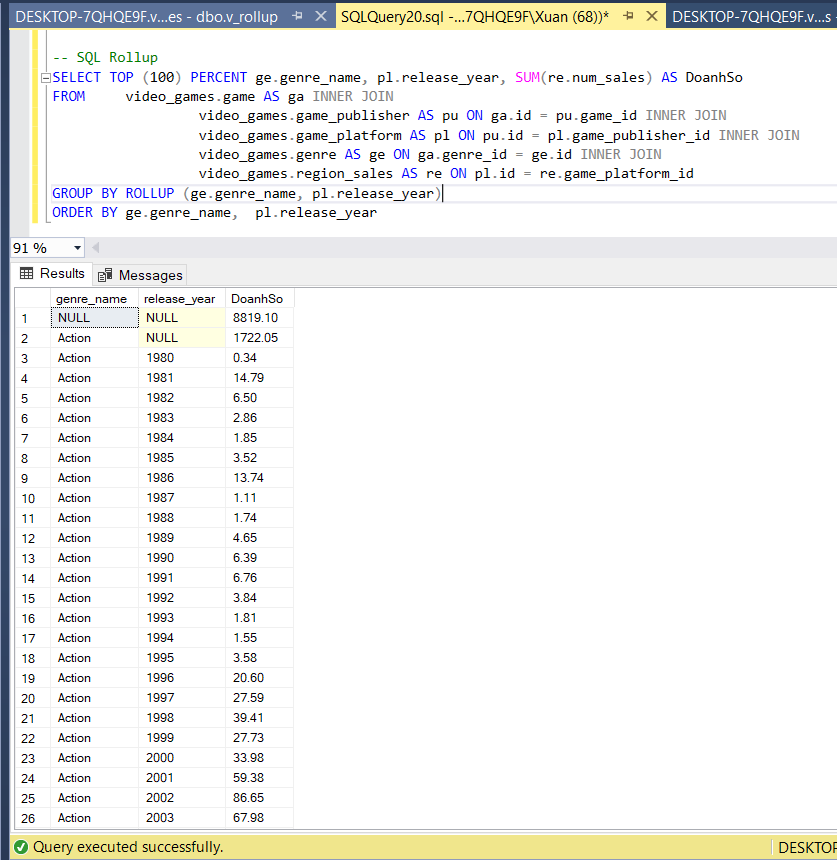 DESKTOP-7QHQE9F.v...es - dbo.v_rollup SQLQuery20.sql -...7QHQE9F\Xuan (68))* DESKTOP-7QHQE9F.v...s -
-- SQL Rollup
SELECT TOP (100) PERCENT ge.genre_name, pl.release_year, SUM(re.num_sales) AS DoanhSo
FROM video_games.game AS ga INNER JOIN
video_games.game_publisher AS pu ON ga.id = pu.game_id INNER JOIN
video_games.game_platform AS pl ON pu.id = pl.game_publisher_id INNER JOIN
video_games.genre AS ge ON ga.genre_id = ge.id INNER JOIN
video_games.region_sales AS re ON pl.id = re.game_platform_id
GROUP BY ROLLUP (ge.genre_name, pl.release_year)
ORDER BY ge.genre_name, pl.release_year
91 %
Results Messages
genre_name release_year DoanhSo
1 NULL NULL 8819.10
2 Action NULL 1722.05
3 Action 1980 0.34
4 Action 1981 14.79
5 Action 1982 6.50
6 Action 1983 2.86
7 Action 1984 1.85
8 Action 1985 3.52
9 Action 1986 13.74
10 Action 1987 1.11
11 Action 1988 1.74
12 Action 1989 4.65
13 Action 1990 6.39
14 Action 1991 6.76
15 Action 1992 3.84
16 Action 1993 1.81
17 Action 1994 1.55
18 Action 1995 3.58
19 Action 1996 20.60
20 Action 1997 27.59
21 Action 1998 39.41
22 Action 1999 27.73
23 Action 2000 33.98
24 Action 2001 59.38
25 Action 2002 86.65
26 Action 2003 67.98
Query executed successfully. DESKTOP